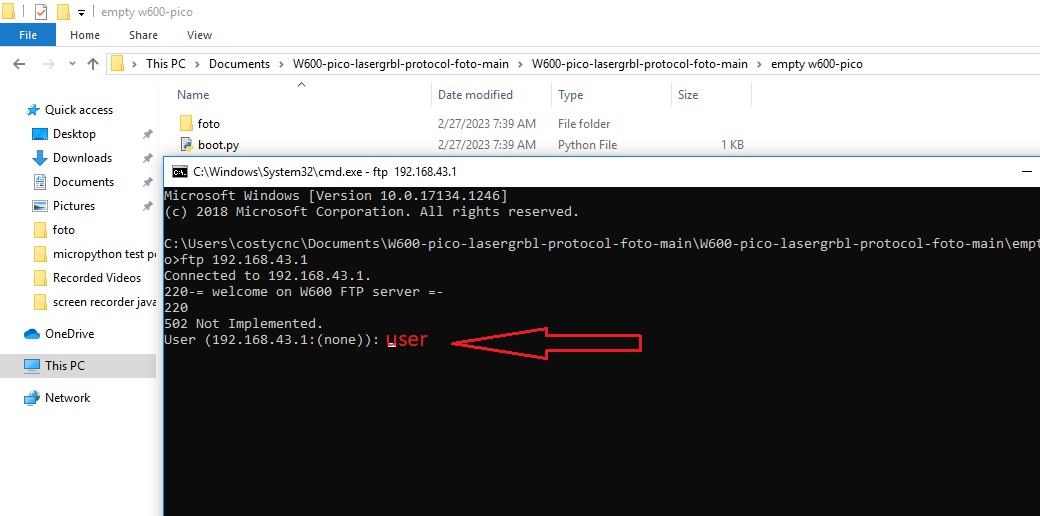 empty w600-pico
File Home Share View
This PC Documents W600-pico-lasergrbl-protocol-foto-main W600-pico-lasergrbl-protocol-foto-main empty w600-pico
Name Date modified Type Size
Quick access
Desktop
Downloads
Documents
Pictures
foto
micropython test p
Recorded Videos
screen recorder java
OneDrive
This PC
Network
foto 2/27/2023 7:39 AM File folder
boot.py 2/27/2023 7:39 AM Python File 1 KB
C:\Windows\System32\cmd.exe - ftp 192.168.43.1
Microsoft Windows [Version 10.0.17134.1246]
(c) 2018 Microsoft Corporation. All rights reserved.
C:\Users\costycnc\Documents\W600-pico-lasergrbl-protocol-foto-main\W600-pico-lasergrbl-protocol-foto-main\empt
o>ftp 192.168.43.1
Connected to 192.168.43.1.
220-= welcome on W600 FTP server =-
220
502 Not Implemented.
User (192.168.43.1:(none)): user